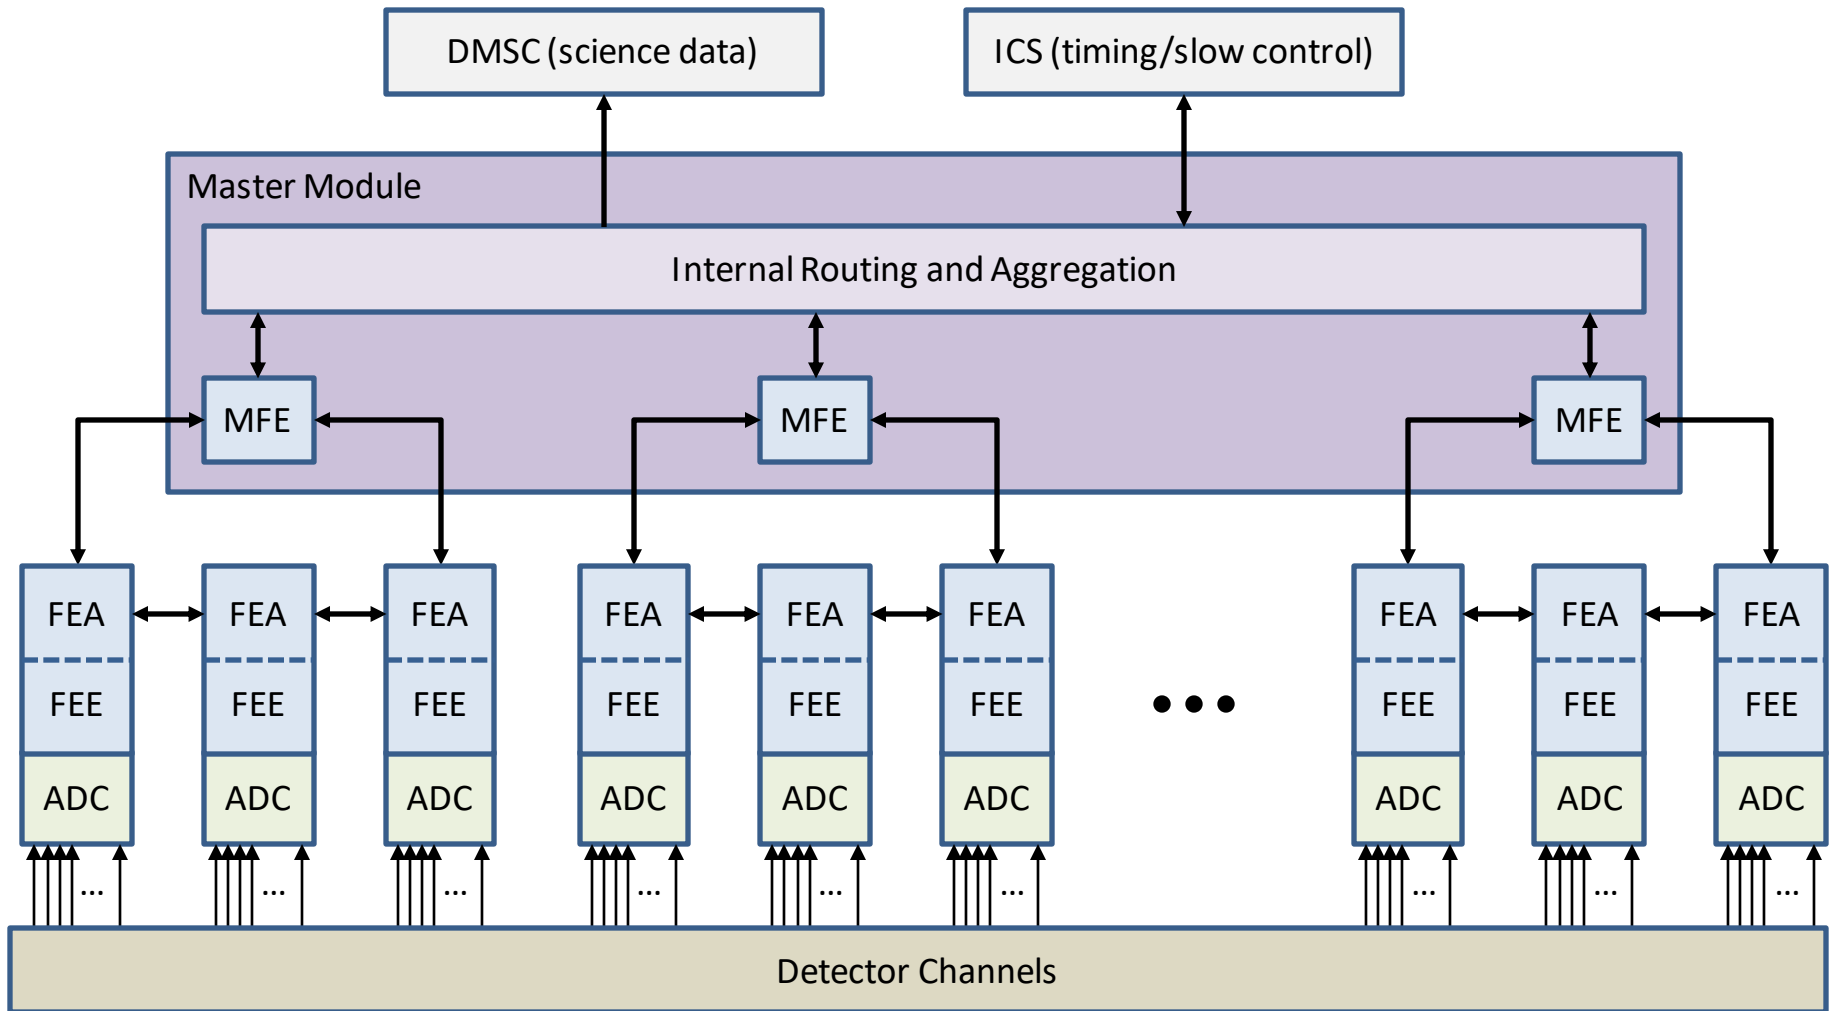 DMSC (science data)
ICS (timing/slow control)
Master Module
Internal Routing and Aggregation
MFE
MFE
MFE
FEA
FEA
FEA
FEA
FEA
FEA
FEA
FEA
FEA
FEE
FEE
FEE
FEE
FEE
FEE
FEE
FEE
FEE
ADC
ADC
ADC
ADC
ADC
ADC
ADC
ADC
ADC
...
...
...
...
...
...
...
...
...
Detector Channels